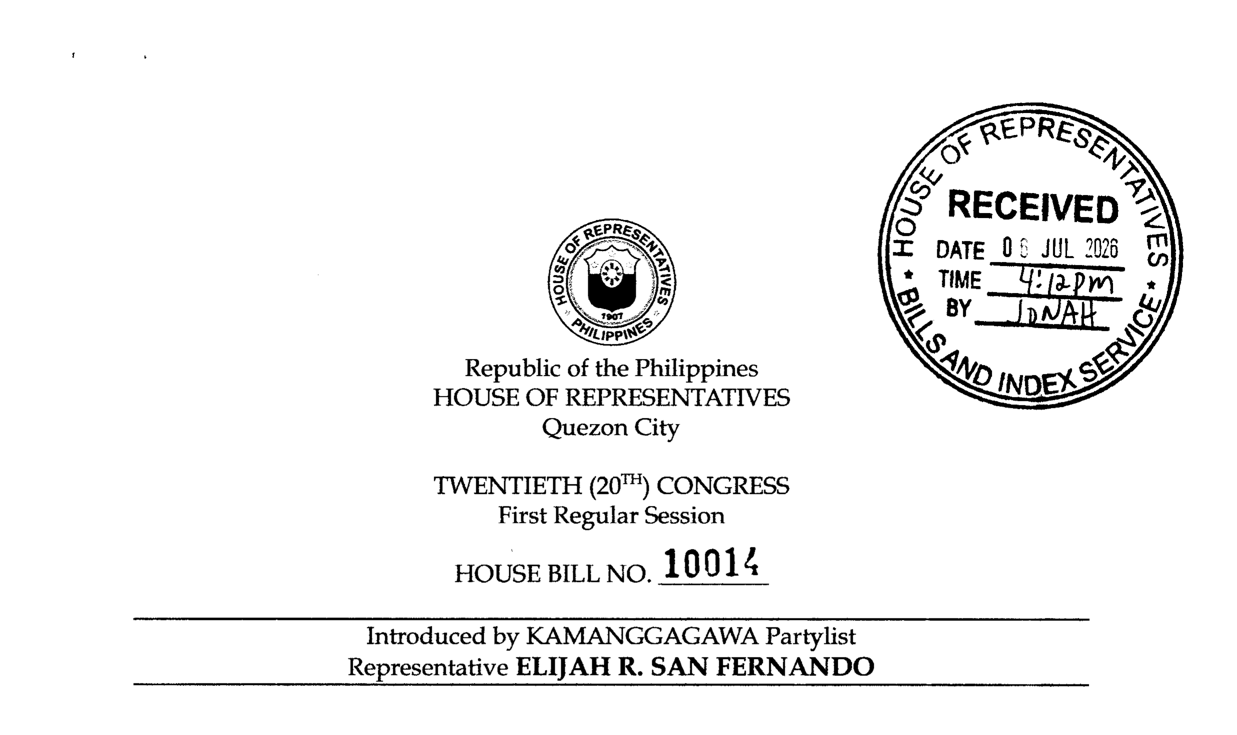 HOUSE OF REPRESENTATIVES
RECEIVED
DATE 06 JUL 2026
TIME 4:12pm
BY JONAH
BILLS AND INDEX SERVICE
HOUSE OF REPRESENTATIVES
1907
PHILIPPINES
Republic of the Philippines
HOUSE OF REPRESENTATIVES
Quezon City
TWENTIETH (20TH) CONGRESS
First Regular Session
HOUSE BILL NO. 10014
Introduced by KAMANGGAGAWA Partylist
Representative ELIJAH R. SAN FERNANDO